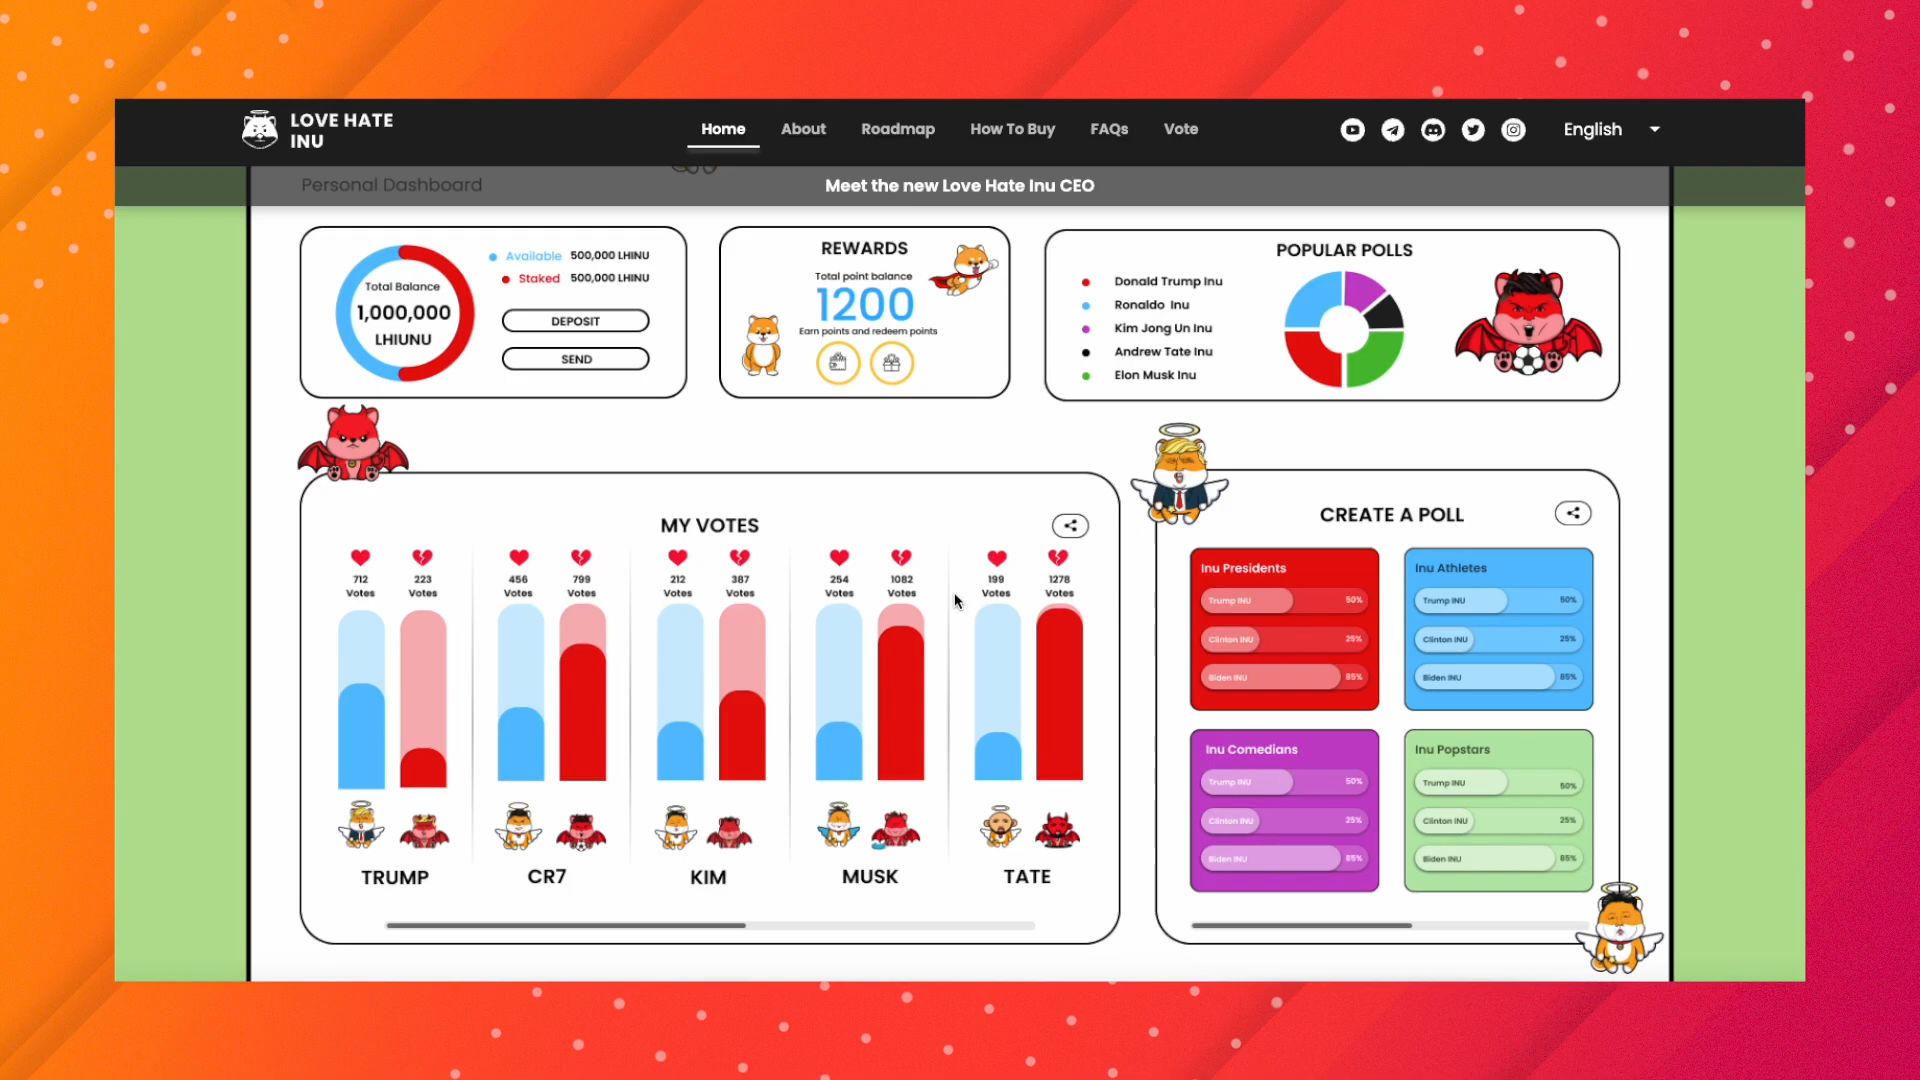 LOVE HATE
INU
Home About Roadmap How To Buy FAQs Vote
English
Personal Dashboard
Meet the new Love Hate Inu CEO
Total Balance
1,000,000
LHIUNU
Available 500,000 LHINU
Staked 500,000 LHINU
DEPOSIT
SEND
REWARDS
Total point balance
1200
Earn points and redeem points
POPULAR POLLS
Donald Trump Inu
Ronaldo Inu
Kim Jong Un Inu
Andrew Tate Inu
Elon Musk Inu
MY VOTES
712 223 456 799 212 387 254 1082 199 1278
Votes Votes Votes Votes Votes Votes Votes Votes Votes Votes
TRUMP CR7 KIM MUSK TATE
CREATE A POLL
Inu Presidents
Trump INU 50%
Clinton INU 25%
Biden INU 85%
Inu Athletes
Trump INU 50%
Clinton INU 25%
Biden INU 85%
Inu Comedians
Trump INU 50%
Clinton INU 25%
Biden INU 85%
Inu Popstars
Trump INU 50%
Clinton INU 25%
Biden INU 85%